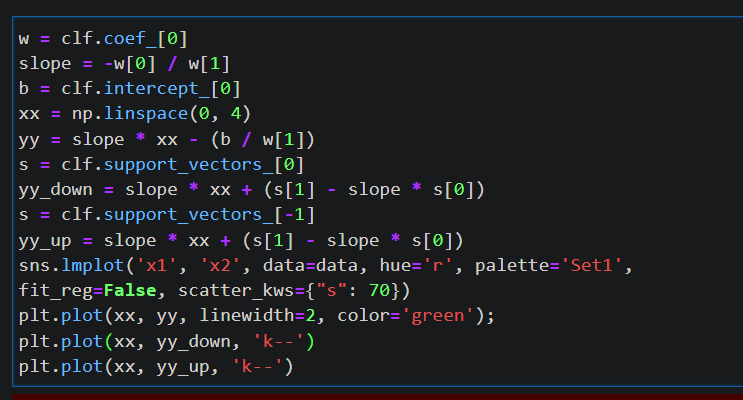 w = clf.coef_[0]
slope = -w[0] / w[1]
b = clf.intercept_[0]
xx = np.linspace(0, 4)
yy = slope * xx - (b / w[1])
s = clf.support_vectors_[0]
yy_down = slope * xx + (s[1] - slope * s[0])
s = clf.support_vectors_[-1]
yy_up = slope * xx + (s[1] - slope * s[0])
sns.lmplot('x1', 'x2', data=data, hue='r', palette='Set1',
fit_reg=False, scatter_kws={"s": 70})
plt.plot(xx, yy, linewidth=2, color='green');
plt.plot(xx, yy_down, 'k--')
plt.plot(xx, yy_up, 'k--')